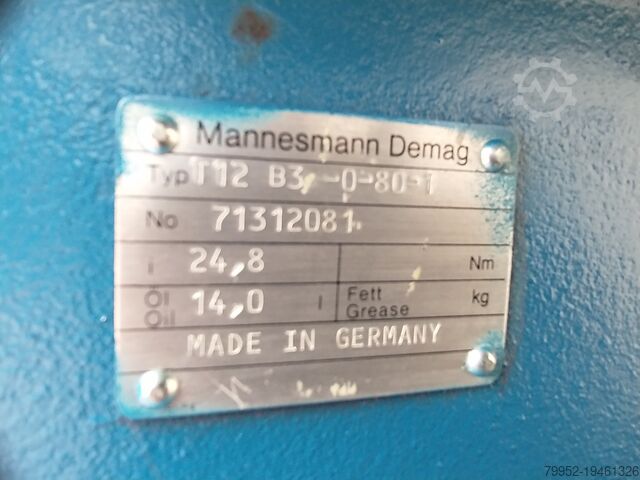 Mannesmann Demag
Typ T12 B3,-0-80-1
No 71312081.
i 24,8 Nm
Öl Oil 14,0 l Fett Grease kg
MADE IN GERMANY
79952-19461326